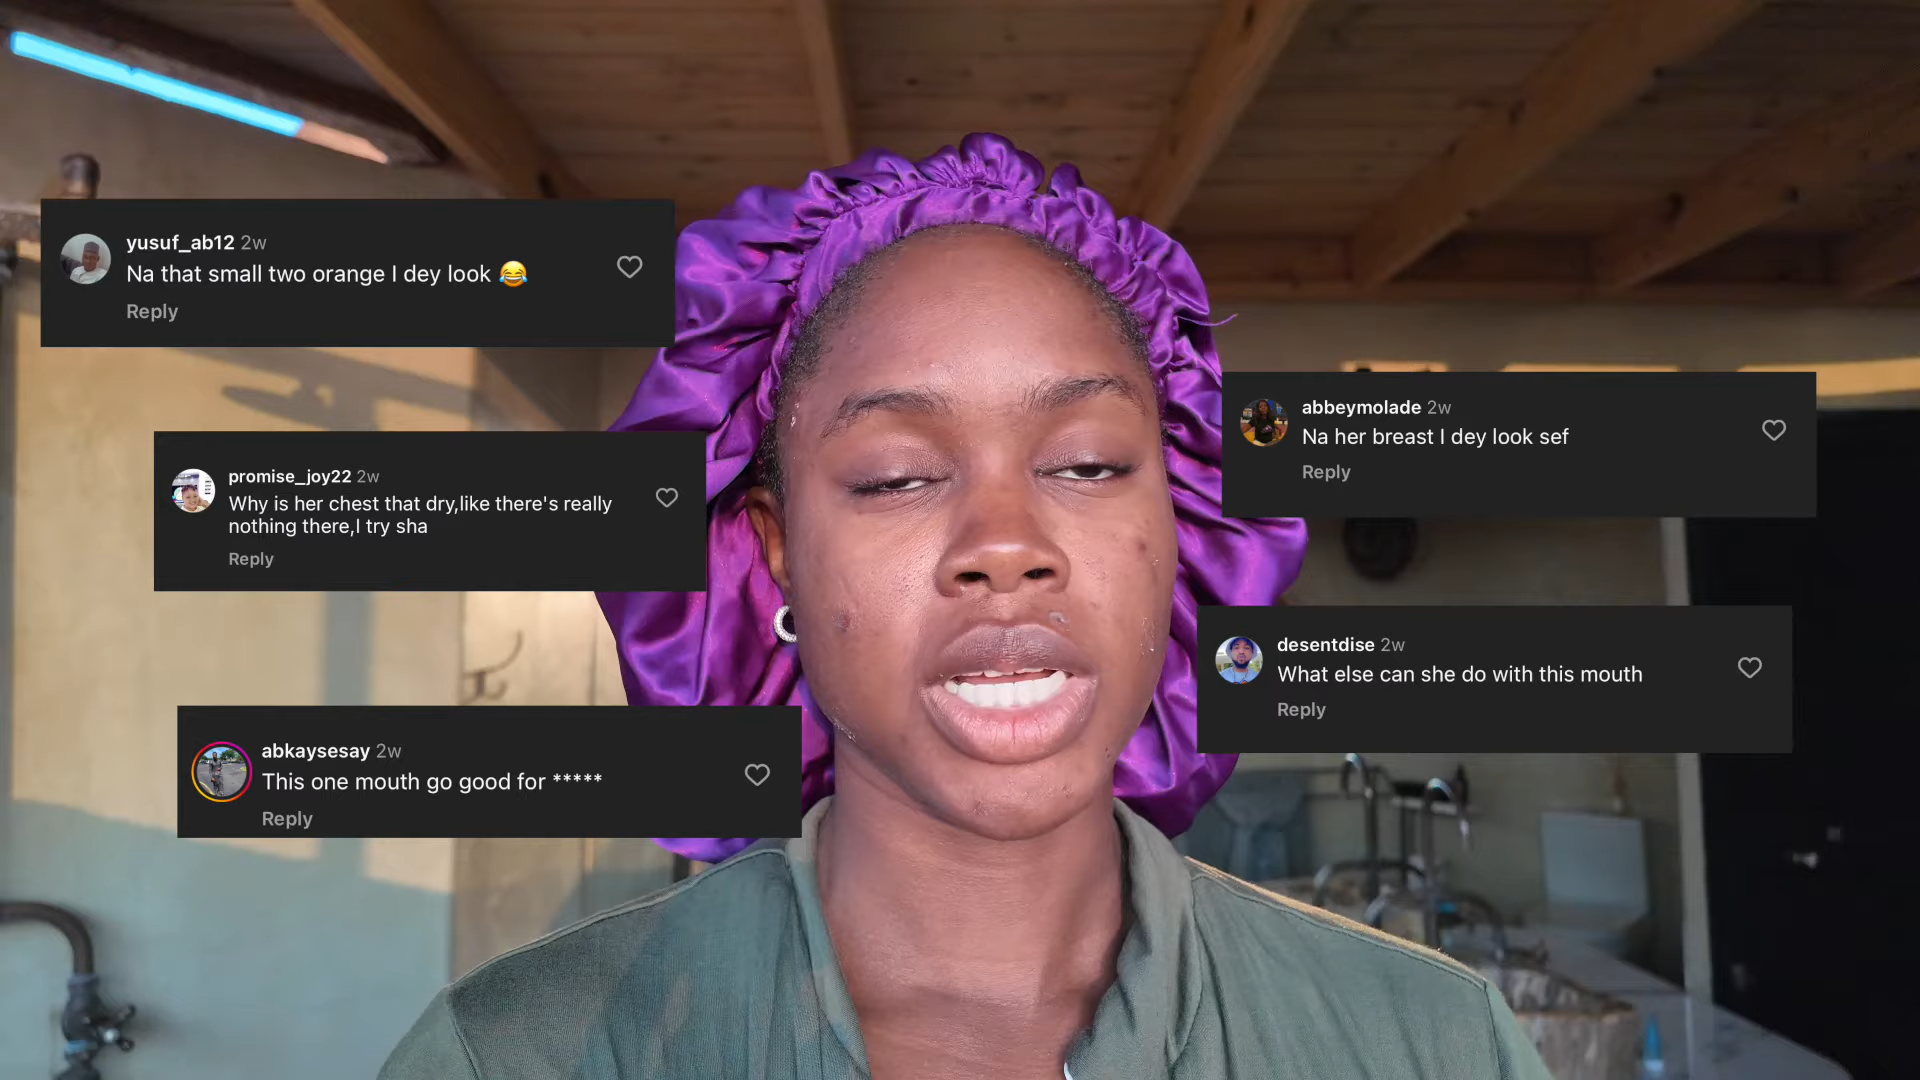 yusuf_ab12 2w
Na that small two orange I dey look 😂
Reply
promise_joy22 2w
Why is her chest that dry,like there's really
nothing there,I try sha
Reply
abkaysesay 2w
This one mouth go good for *****
Reply
abbeymolade 2w
Na her breast I dey look sef
Reply
desentdise 2w
What else can she do with this mouth
Reply